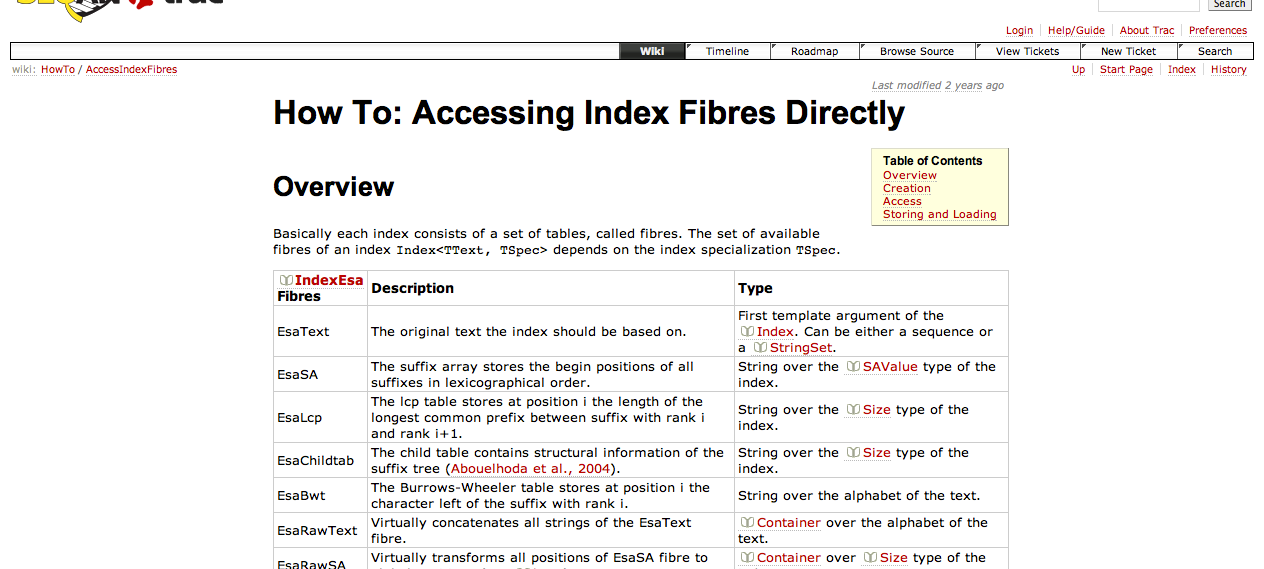 trac
Search
Login Help/Guide About Trac Preferences
Wiki Timeline Roadmap Browse Source View Tickets New Ticket Search
wiki: HowTo / AccessIndexFibres
Up Start Page Index History
Last modified 2 years ago
How To: Accessing Index Fibres Directly
Table of Contents
Overview
Creation
Access
Storing and Loading
Overview
Basically each index consists of a set of tables, called fibres. The set of available
fibres of an index Index<TText, TSpec> depends on the index specialization TSpec.
IndexEsa
Fibres
Description
Type
EsaText
The original text the index should be based on.
First template argument of the
Index. Can be either a sequence or
a StringSet.
EsaSA
The suffix array stores the begin positions of all
suffixes in lexicographical order.
String over the SAValue type of the
index.
EsaLcp
The lcp table stores at position i the length of the
longest common prefix between suffix with rank i
and rank i+1.
String over the Size type of the
index.
EsaChildtab
The child table contains structural information of the
suffix tree (Abouelhoda et al., 2004).
String over the Size type of the
index.
EsaBwt
The Burrows-Wheeler table stores at position i the
character left of the suffix with rank i.
String over the alphabet of the text.
EsaRawText
Virtually concatenates all strings of the EsaText
fibre.
Container over the alphabet of the
text.
EsaRawSA
Virtually transforms all positions of EsaSA fibre to
Container over Size type of the